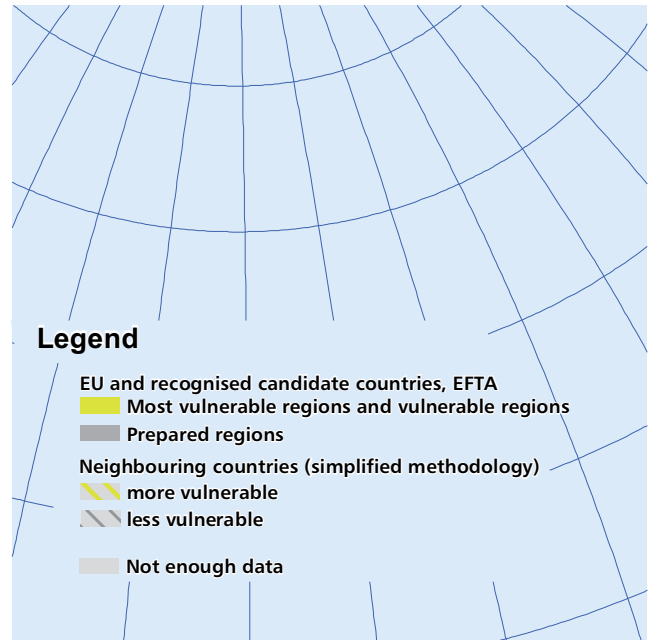 Legend
EU and recognised candidate countries, EFTA
Most vulnerable regions and vulnerable regions
Prepared regions
Neighbouring countries (simplified methodology)
more vulnerable
less vulnerable
Not enough data